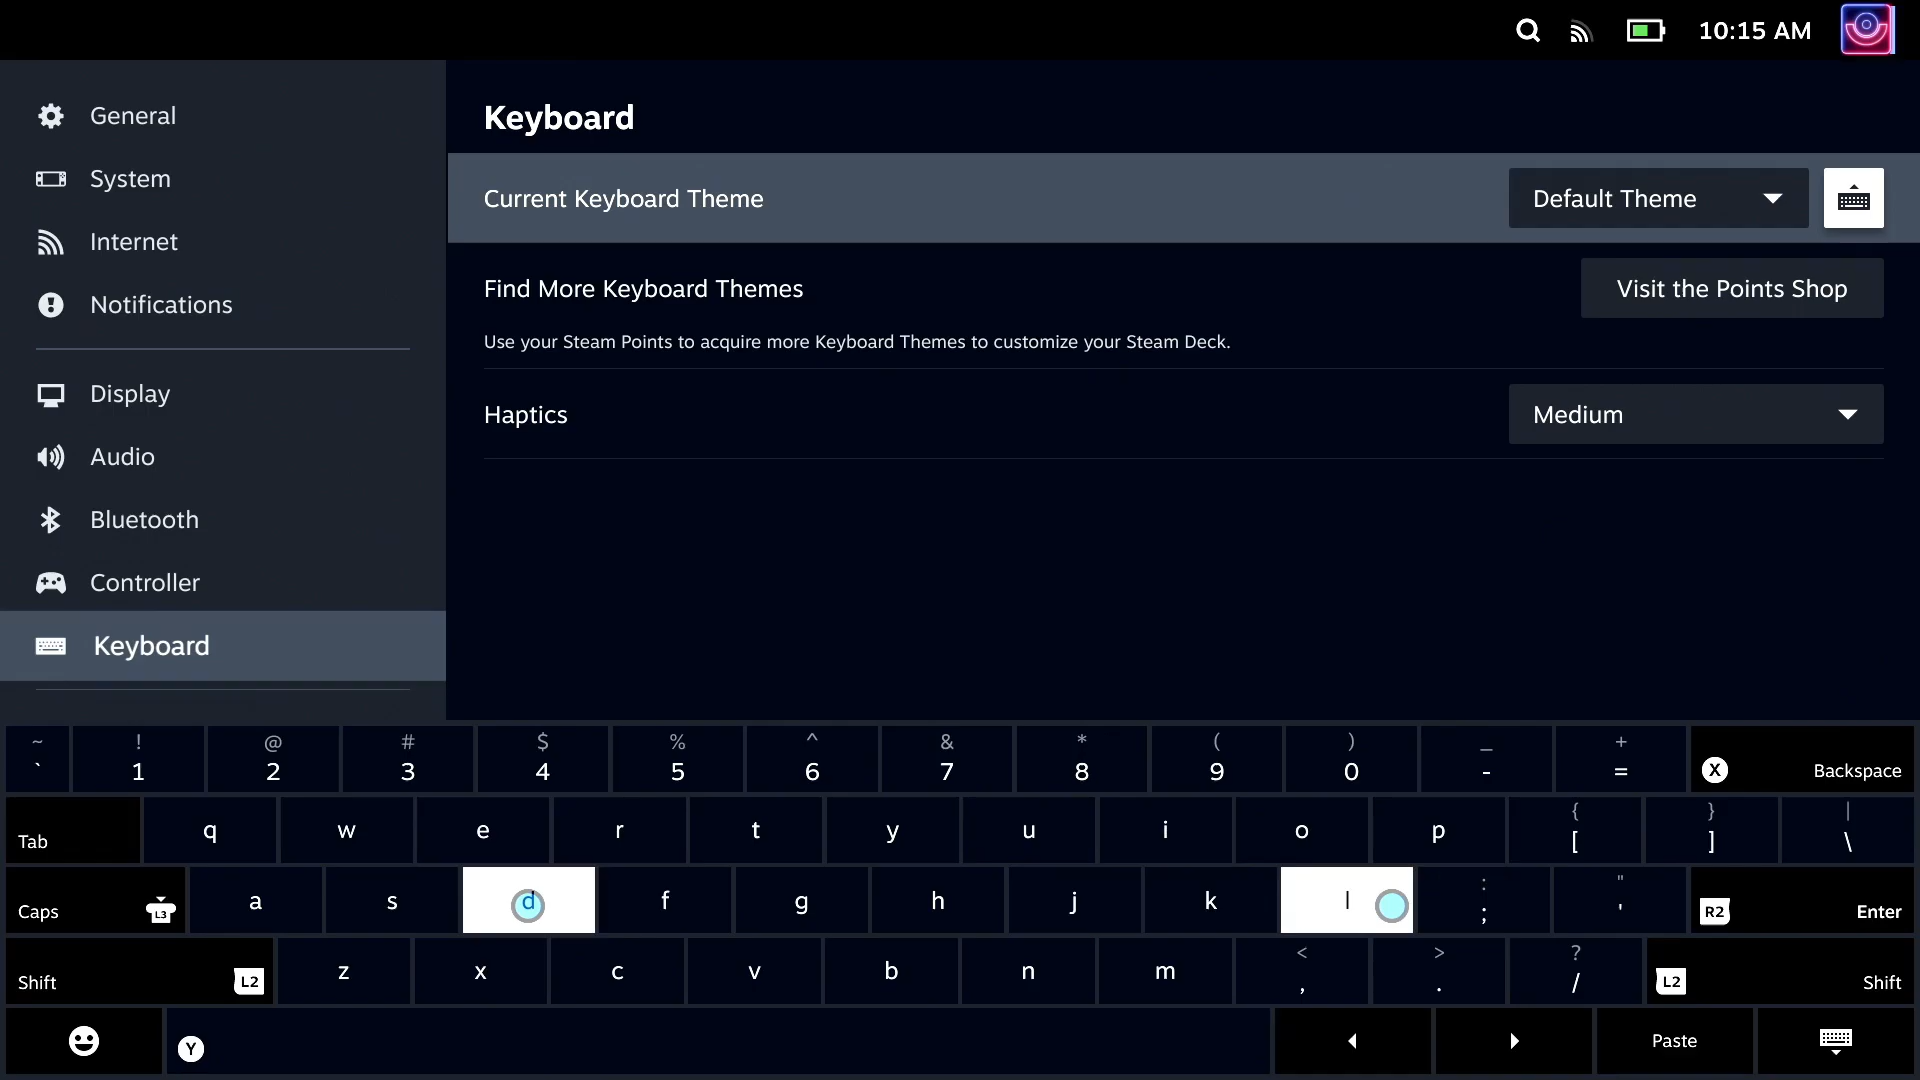 10:15 AM
General
System
Internet
Notifications
Display
Audio
Bluetooth
Controller
Keyboard
Keyboard
Current Keyboard Theme
Default Theme
Find More Keyboard Themes
Visit the Points Shop
Use your Steam Points to acquire more Keyboard Themes to customize your Steam Deck.
Haptics
Medium
~ ! @ # $ % ^ & * ( ) _ +
` 1 2 3 4 5 6 7 8 9 0 - = X Backspace
{ } |
Tab q w e r t y u i o p [ ] \
: "
Caps L3 a s d f g h j k l ; ' R2 Enter
< > ?
Shift L2 z x c v b n m , . / L2 Shift
Y Paste